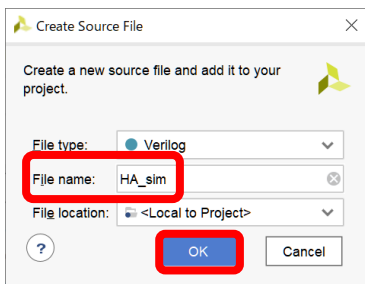 Create Source File
Create a new source file and add it to your
project.
File type: Verilog
File name: HA_sim
File location: <Local to Project>
? OK Cancel